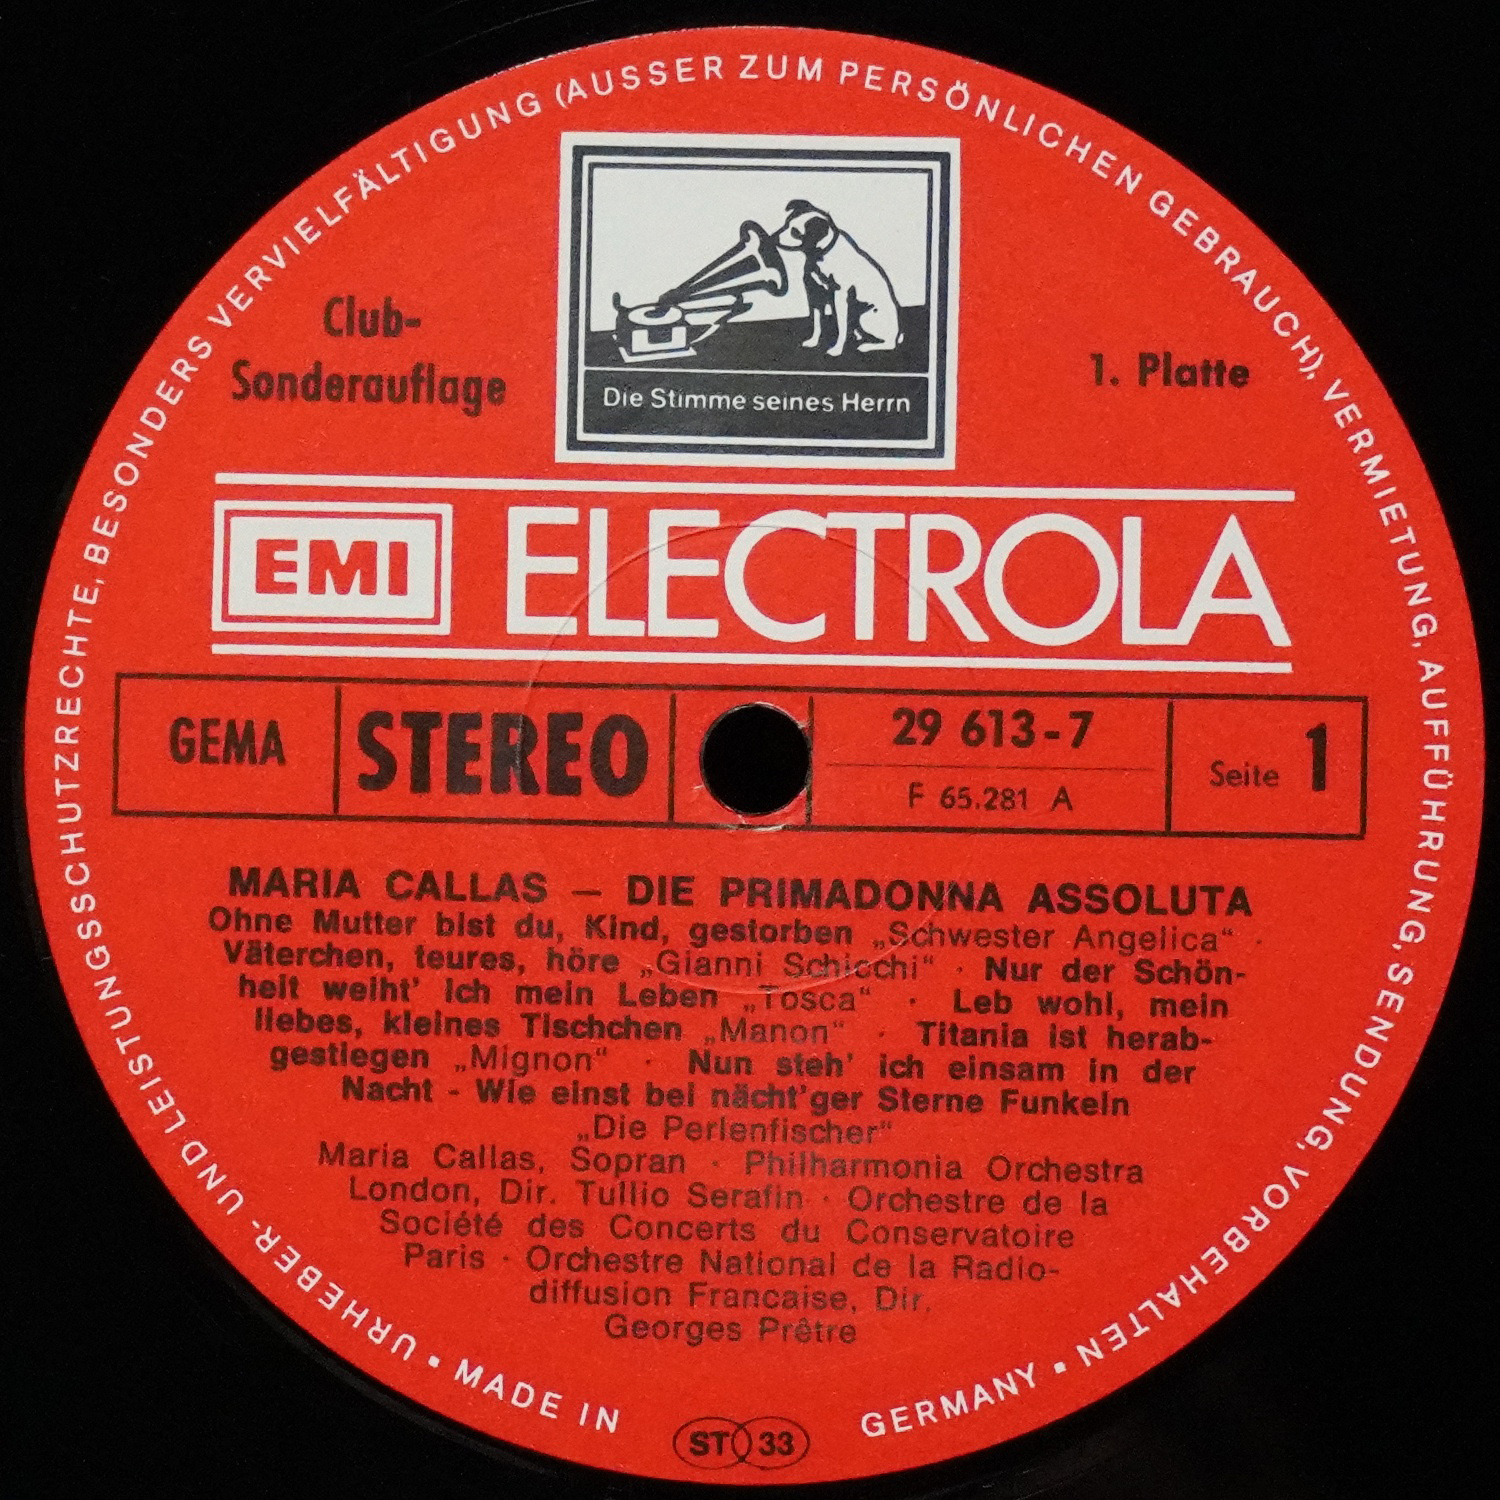 URHEBER- UND LEISTUNGSSCHUTZRECHTE, BESONDERS VERVIELFÄLTIGUNG (AUSSER ZUM PERSÖNLICHEN GEBRAUCH), VERMIETUNG, AUFFÜHRUNG, SENDUNG, VORBEHALTEN
Club-
Sonderauflage
Die Stimme seines Herrn
1. Platte
EMI ELECTROLA
GEMA
STEREO
29 613-7
F 65.281 A
Seite 1
MARIA CALLAS – DIE PRIMADONNA ASSOLUTA
Ohne Mutter bist du, Kind, gestorben „Schwester Angelica“ ·
Väterchen, teures, höre „Gianni Schicchi“ · Nur der Schön-
heit weiht' ich mein Leben „Tosca“ · Leb wohl, mein
liebes, kleines Tischchen „Manon“ · Titania ist herab-
gestiegen „Mignon“ · Nun steh' ich einsam in der
Nacht - Wie einst bei nächt'ger Sterne Funkeln
„Die Perlenfischer“
Maria Callas, Sopran · Philharmonia Orchestra
London, Dir. Tullio Serafin · Orchestre de la
Société des Concerts du Conservatoire
Paris · Orchestre National de la Radio-
diffusion Francaise, Dir.
Georges Prêtre
▪ MADE IN GERMANY ▪
ST 33